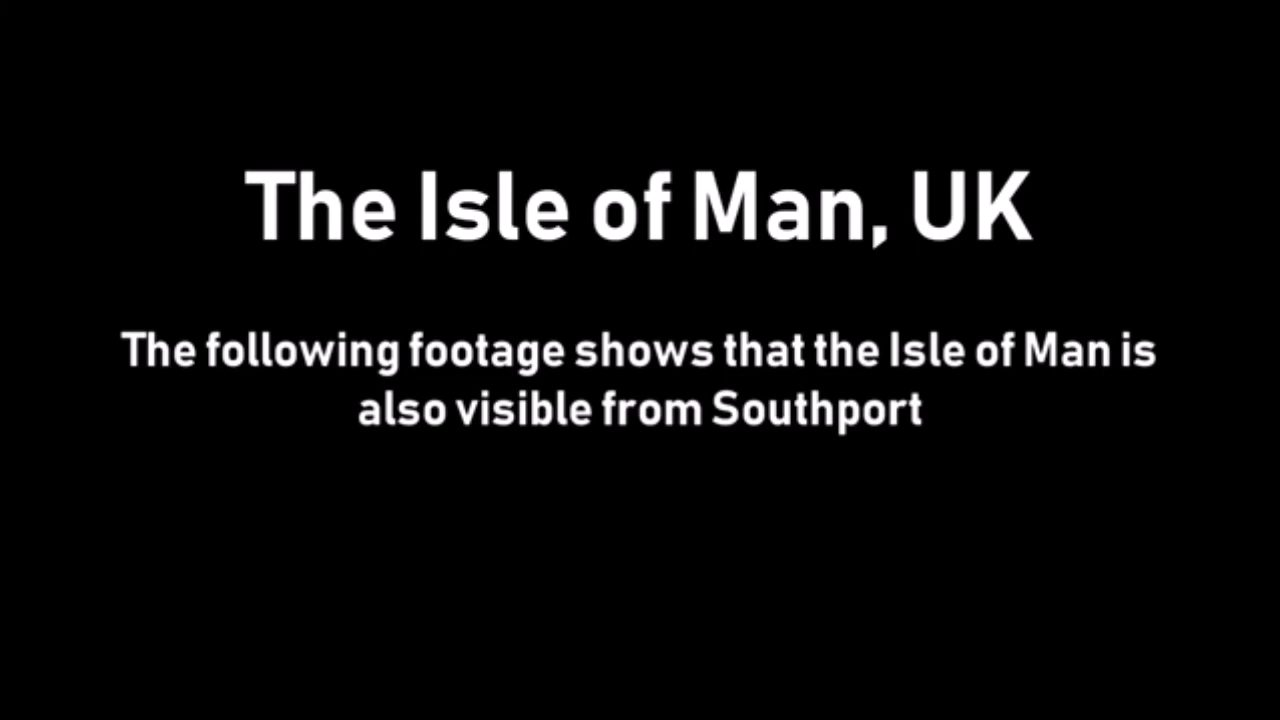 The Isle of Man, UK
The following footage shows that the Isle of Man is
also visible from Southport